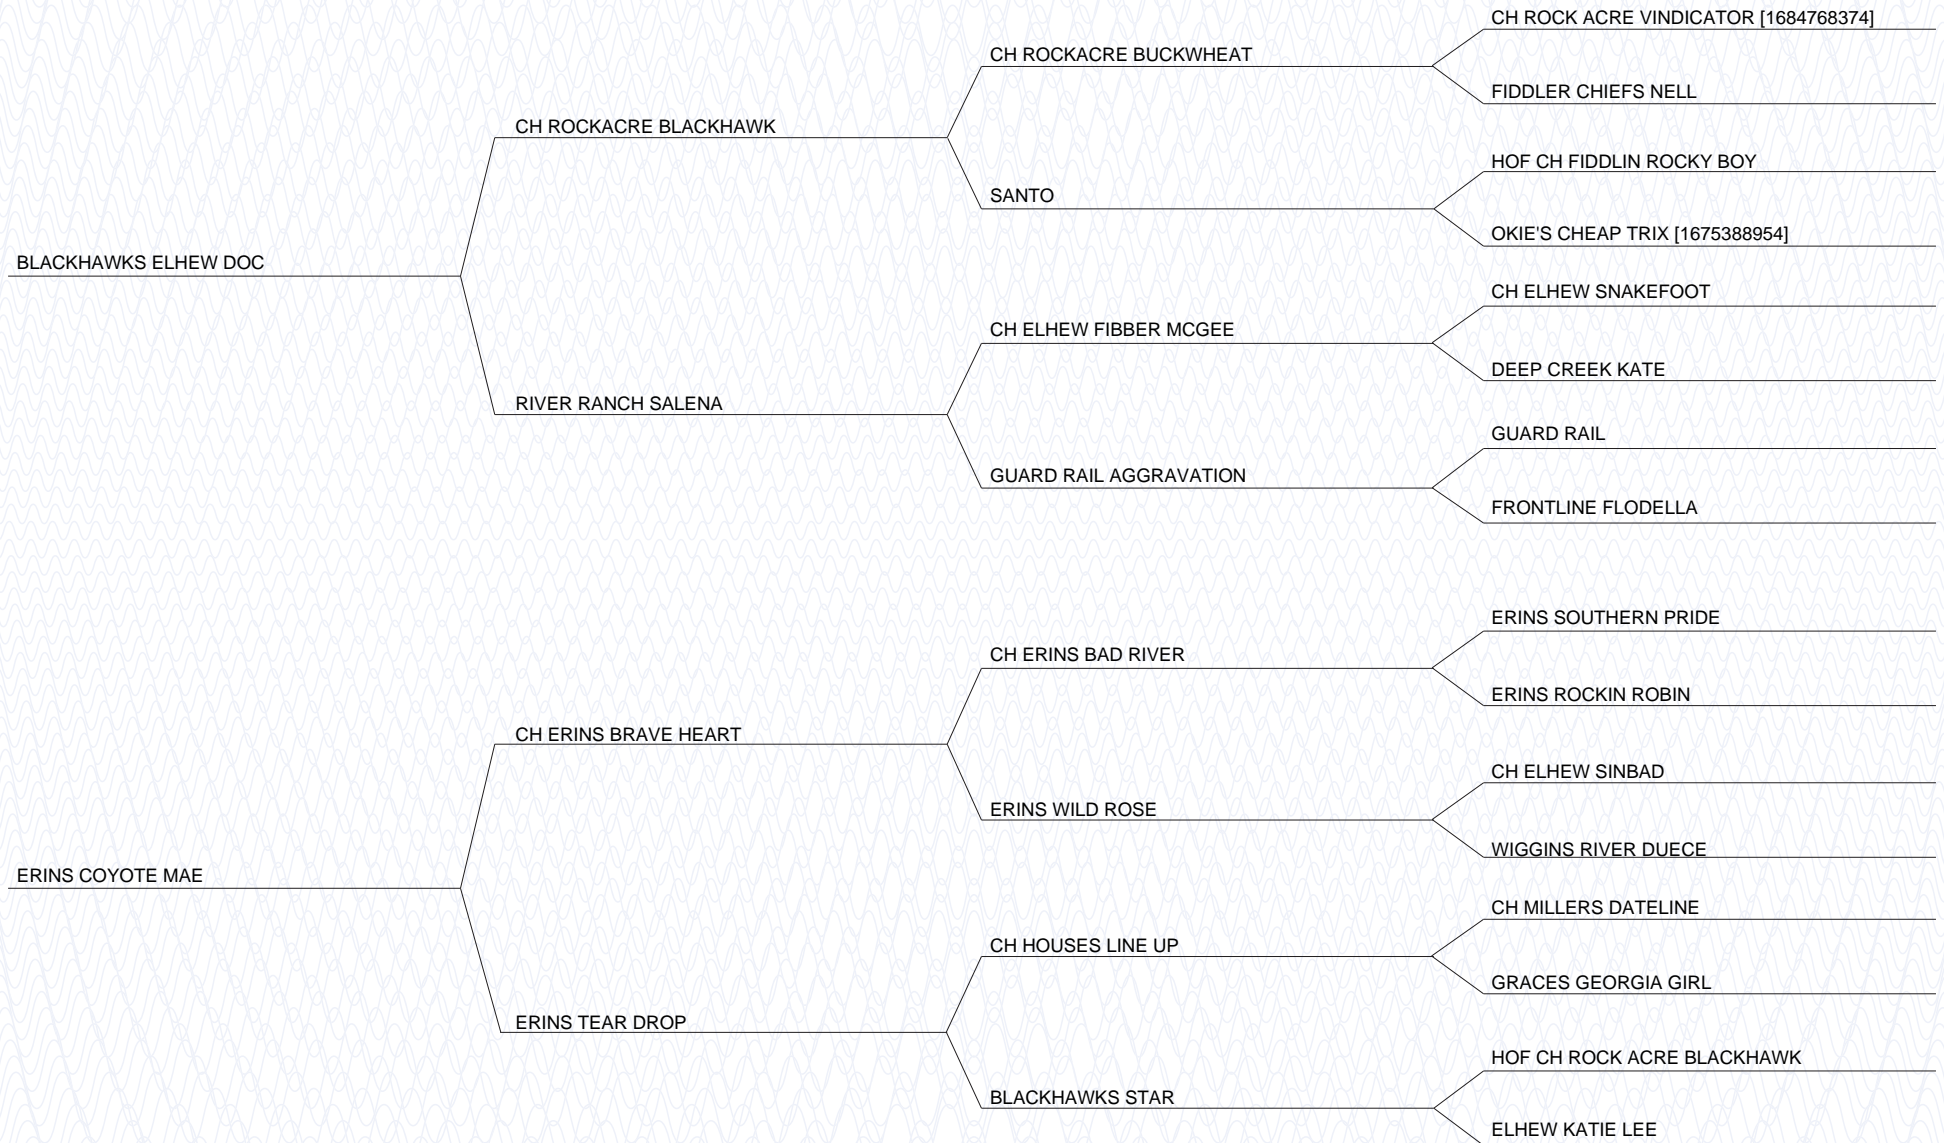 CH ROCK ACRE VINDICATOR [1684768374]
CH ROCKACRE BUCKWHEAT
FIDDLER CHIEFS NELL
CH ROCKACRE BLACKHAWK
HOF CH FIDDLIN ROCKY BOY
SANTO
OKIE'S CHEAP TRIX [1675388954]
BLACKHAWKS ELHEW DOC
CH ELHEW SNAKEFOOT
CH ELHEW FIBBER MCGEE
DEEP CREEK KATE
RIVER RANCH SALENA
GUARD RAIL
GUARD RAIL AGGRAVATION
FRONTLINE FLODELLA
ERINS SOUTHERN PRIDE
CH ERINS BAD RIVER
ERINS ROCKIN ROBIN
CH ERINS BRAVE HEART
CH ELHEW SINBAD
ERINS WILD ROSE
WIGGINS RIVER DUECE
ERINS COYOTE MAE
CH MILLERS DATELINE
CH HOUSES LINE UP
GRACES GEORGIA GIRL
ERINS TEAR DROP
HOF CH ROCK ACRE BLACKHAWK
BLACKHAWKS STAR
ELHEW KATIE LEE